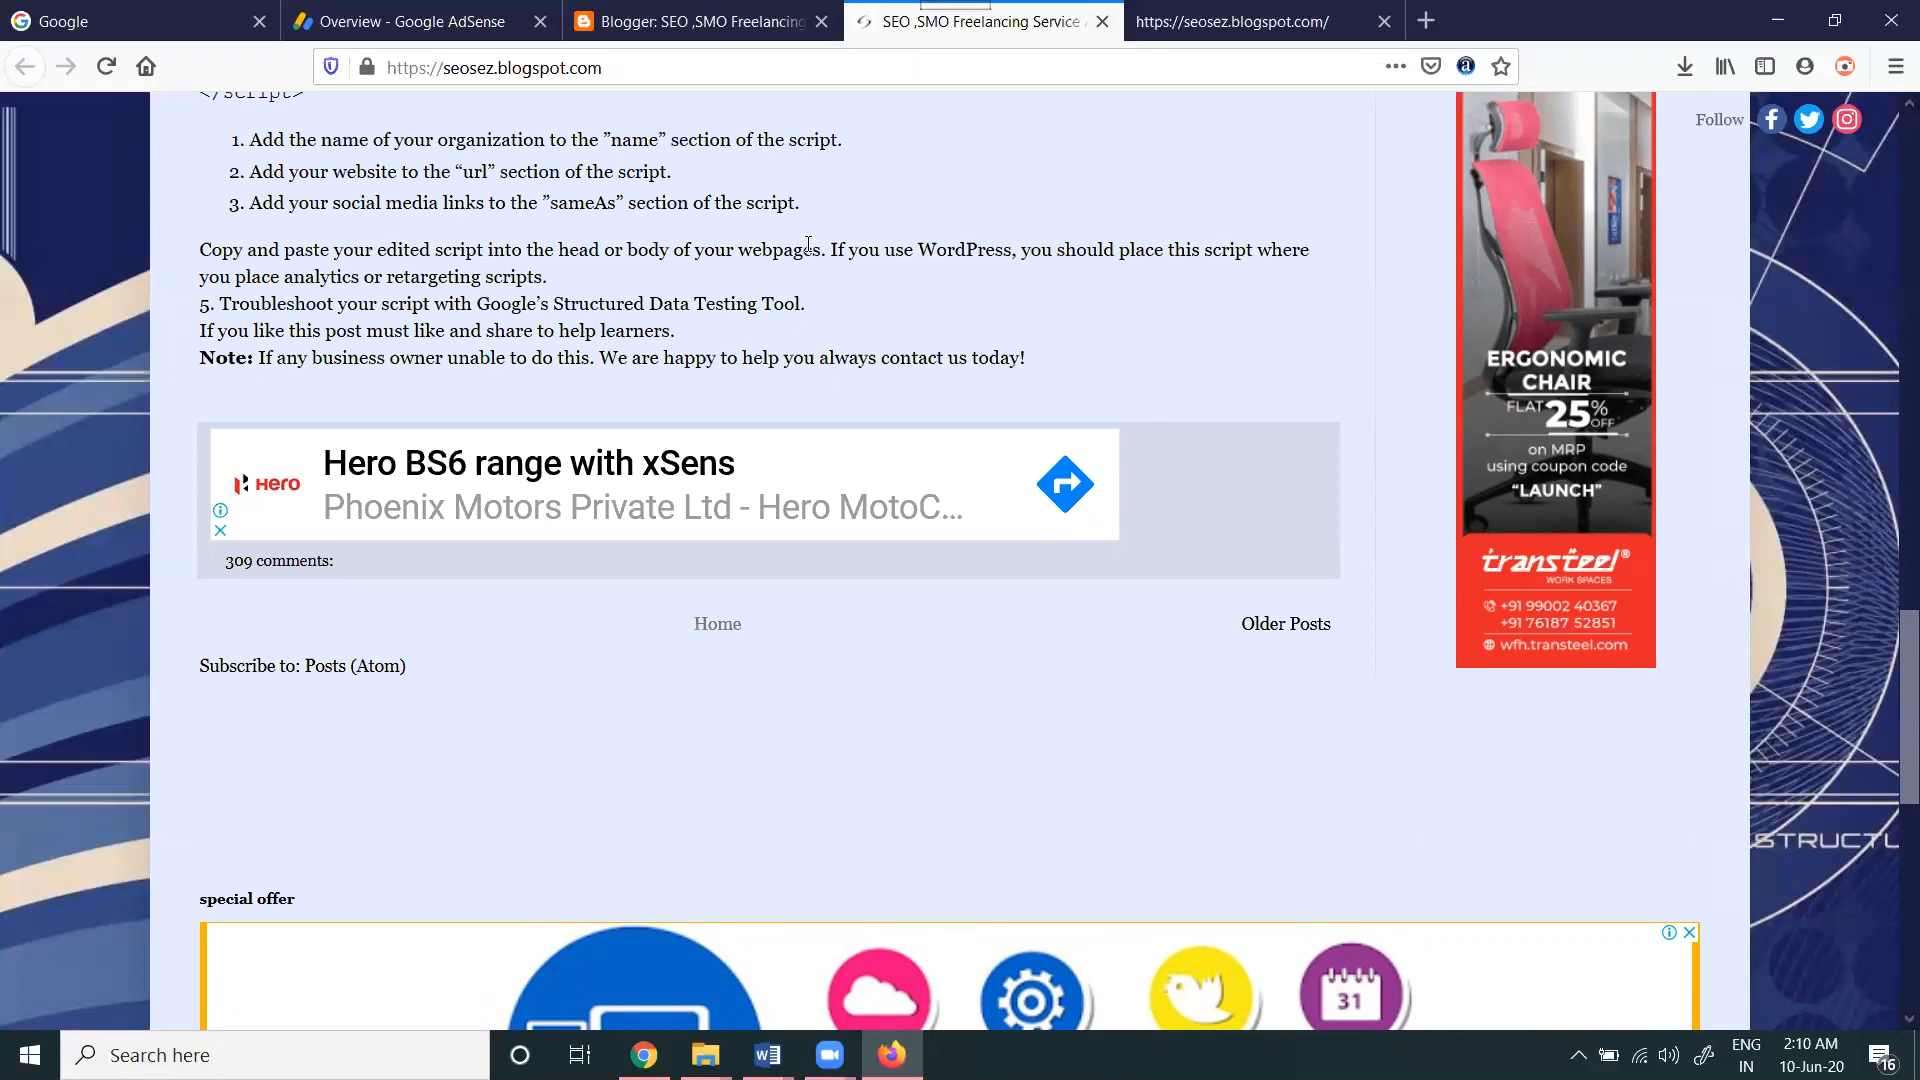 Google
Overview - Google AdSense
Blogger: SEO ,SMO Freelancing
SEO ,SMO Freelancing Service
https://seosez.blogspot.com/
https://seosez.blogspot.com
</script>
Follow
1. Add the name of your organization to the ”name” section of the script.
2. Add your website to the “url” section of the script.
3. Add your social media links to the ”sameAs” section of the script.
Copy and paste your edited script into the head or body of your webpages. If you use WordPress, you should place this script where
you place analytics or retargeting scripts.
5. Troubleshoot your script with Google’s Structured Data Testing Tool.
If you like this post must like and share to help learners.
Note: If any business owner unable to do this. We are happy to help you always contact us today!
Hero
Hero BS6 range with xSens
Phoenix Motors Private Ltd - Hero MotoC...
309 comments:
Home
Older Posts
Subscribe to: Posts (Atom)
ERGONOMIC
CHAIR
FLAT 25% OFF
on MRP
using coupon code
“LAUNCH”
transteel®
WORK SPACES
+91 99002 40367
+91 76187 52851
wfh.transteel.com
STRUCTU
special offer
31
Search here
ENG
IN
2:10 AM
10-Jun-20
16